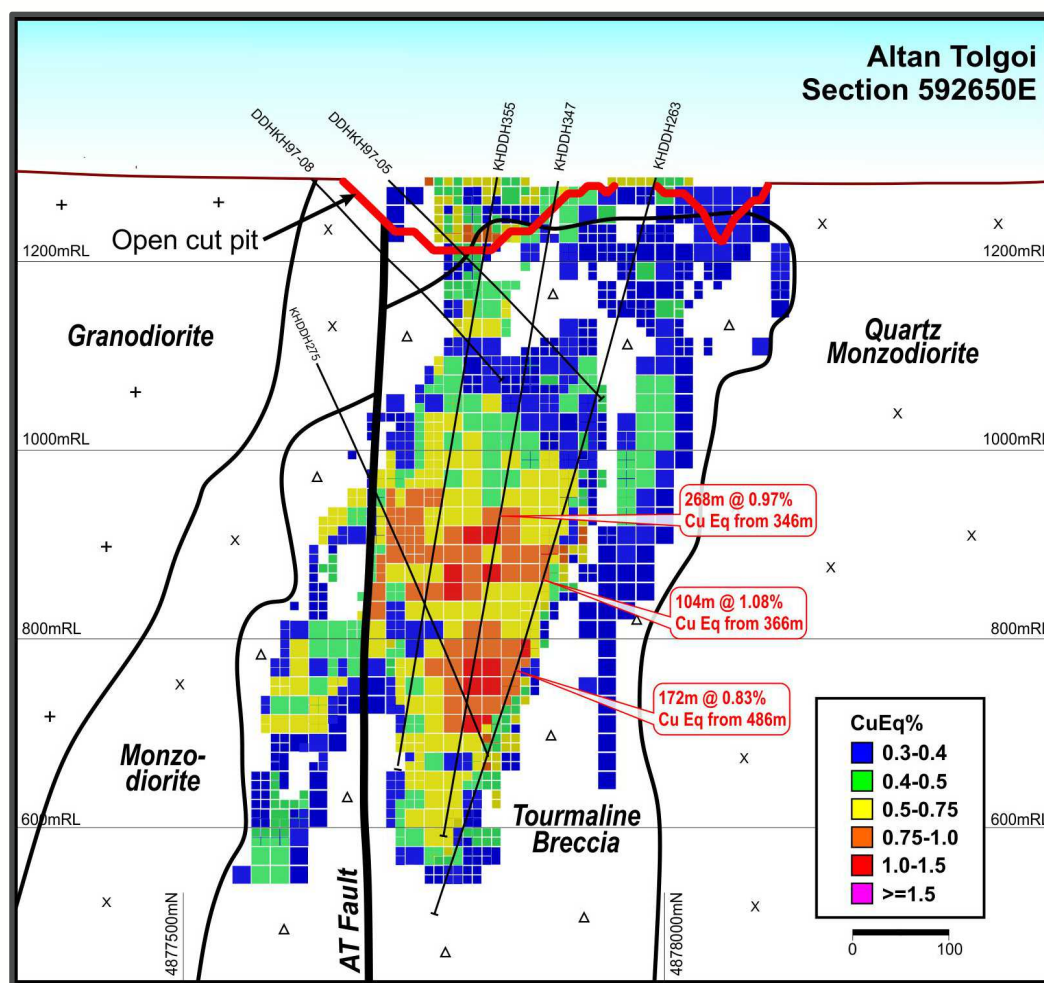 Altan Tolgoi
Section 592650E
DDHKH97-08
DDHKH97-05
KHDDH355
KHDDH347
KHDDH263
Open cut pit
1200mRL
1200mRL
Granodiorite
KHDDH275
Quartz
Monzodiorite
1000mRL
1000mRL
268m @ 0.97%
Cu Eq from 346m
104m @ 1.08%
Cu Eq from 366m
800mRL
800mRL
172m @ 0.83%
Cu Eq from 486m
Monzo-
diorite
Tourmaline
Breccia
600mRL
600mRL
AT Fault
4877500mN
4878000mN
CuEq%
0.3-0.4
0.4-0.5
0.5-0.75
0.75-1.0
1.0-1.5
>=1.5
0 100